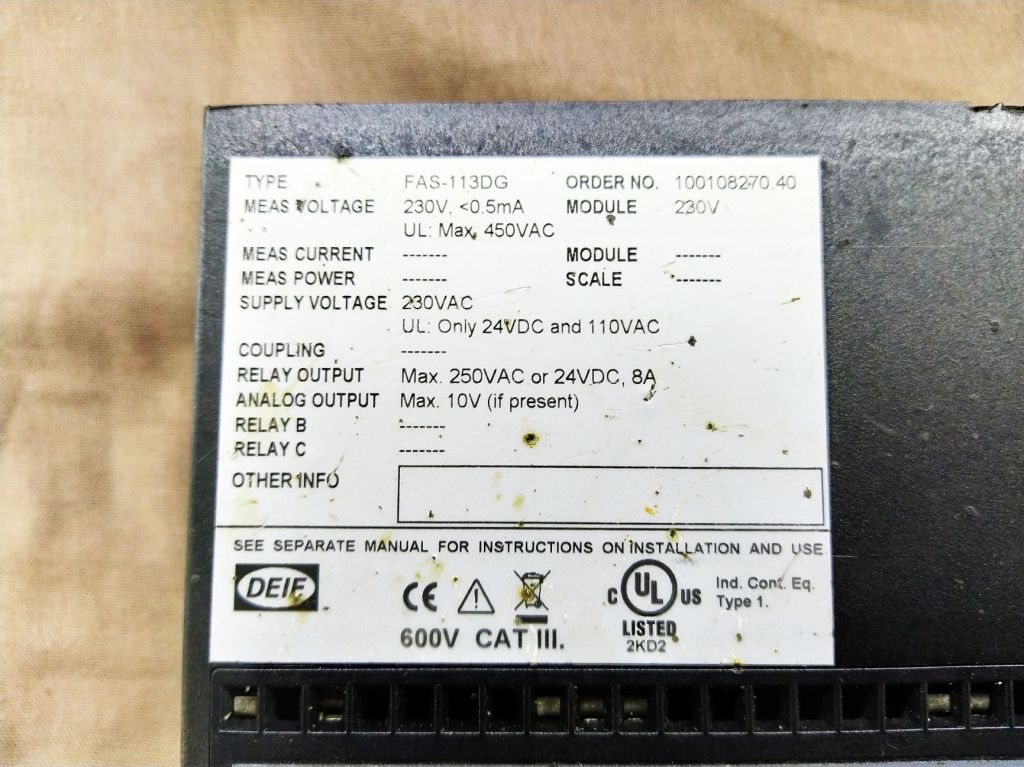 TYPE FAS-113DG ORDER NO. 100108270.40
MEAS VOLTAGE 230V, <0.5mA MODULE 230V
UL: Max. 450VAC
MEAS CURRENT ------- MODULE -------
MEAS POWER ------- SCALE -------
SUPPLY VOLTAGE 230VAC
UL: Only 24VDC and 110VAC
COUPLING -------
RELAY OUTPUT Max. 250VAC or 24VDC, 8A
ANALOG OUTPUT Max. 10V (if present)
RELAY B -------
RELAY C -------
OTHER INFO
SEE SEPARATE MANUAL FOR INSTRUCTIONS ON INSTALLATION AND USE
DEIF CE C UL US Ind. Cont. Eq.
Type 1.
600V CAT III. LISTED
2KD2